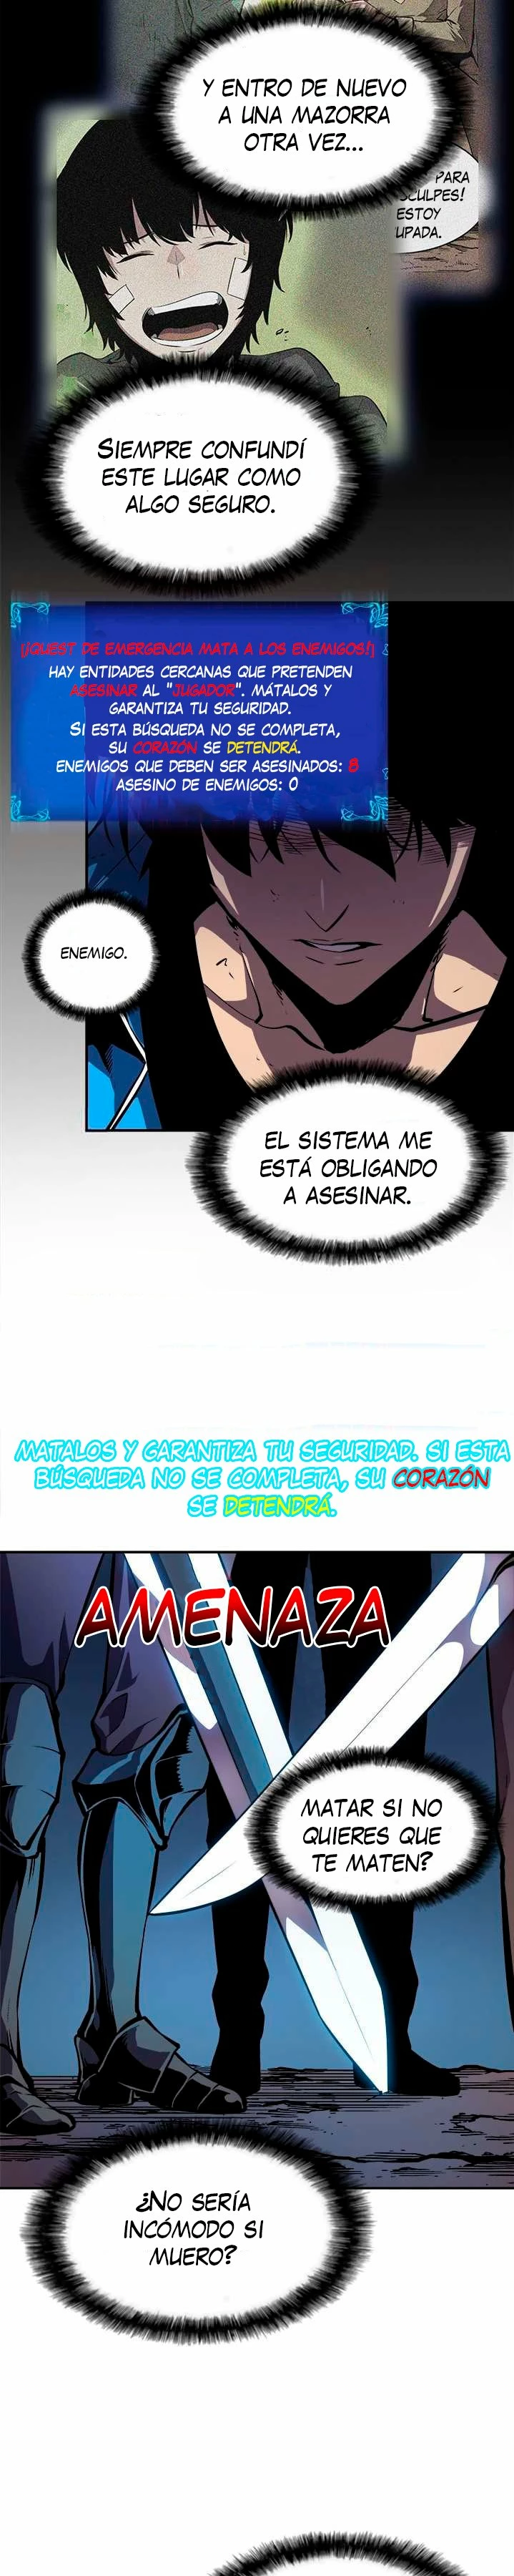 Y ENTRO DE NUEVO
A UNA MAZORRA
OTRA VEZ...
PARA
ESTOY
SIEMPRE CONFUNDÍ
ESTE LUGAR COMO
ALGO SEGURO.
[¡QUEST DE EMERGENCIA MATA A LOS ENEMIGOS!]
HAY ENTIDADES CERCANAS QUE PRETENDEN
ASESINAR AL "JUGADOR". MÁTALOS Y
GARANTIZA TU SEGURIDAD.
SI ESTA BÚSQUEDA NO SE COMPLETA,
SU CORAZÓN SE DETENDRÁ.
ENEMIGOS QUE DEBEN SER ASESINADOS: 8
ASESINO DE ENEMIGOS: 0
ENEMIGO.
EL SISTEMA ME
ESTÁ OBLIGANDO
A ASESINAR.
MATALOS Y GARANTIZA TU SEGURIDAD. SI ESTA
BÚSQUEDA NO SE COMPLETA, SU CORAZÓN
SE DETENDRÁ.
AMENAZA
MATAR SI NO
QUIERES QUE
TE MATEN?
¿NO SERÍA
INCÓMODO SI
MUERO?